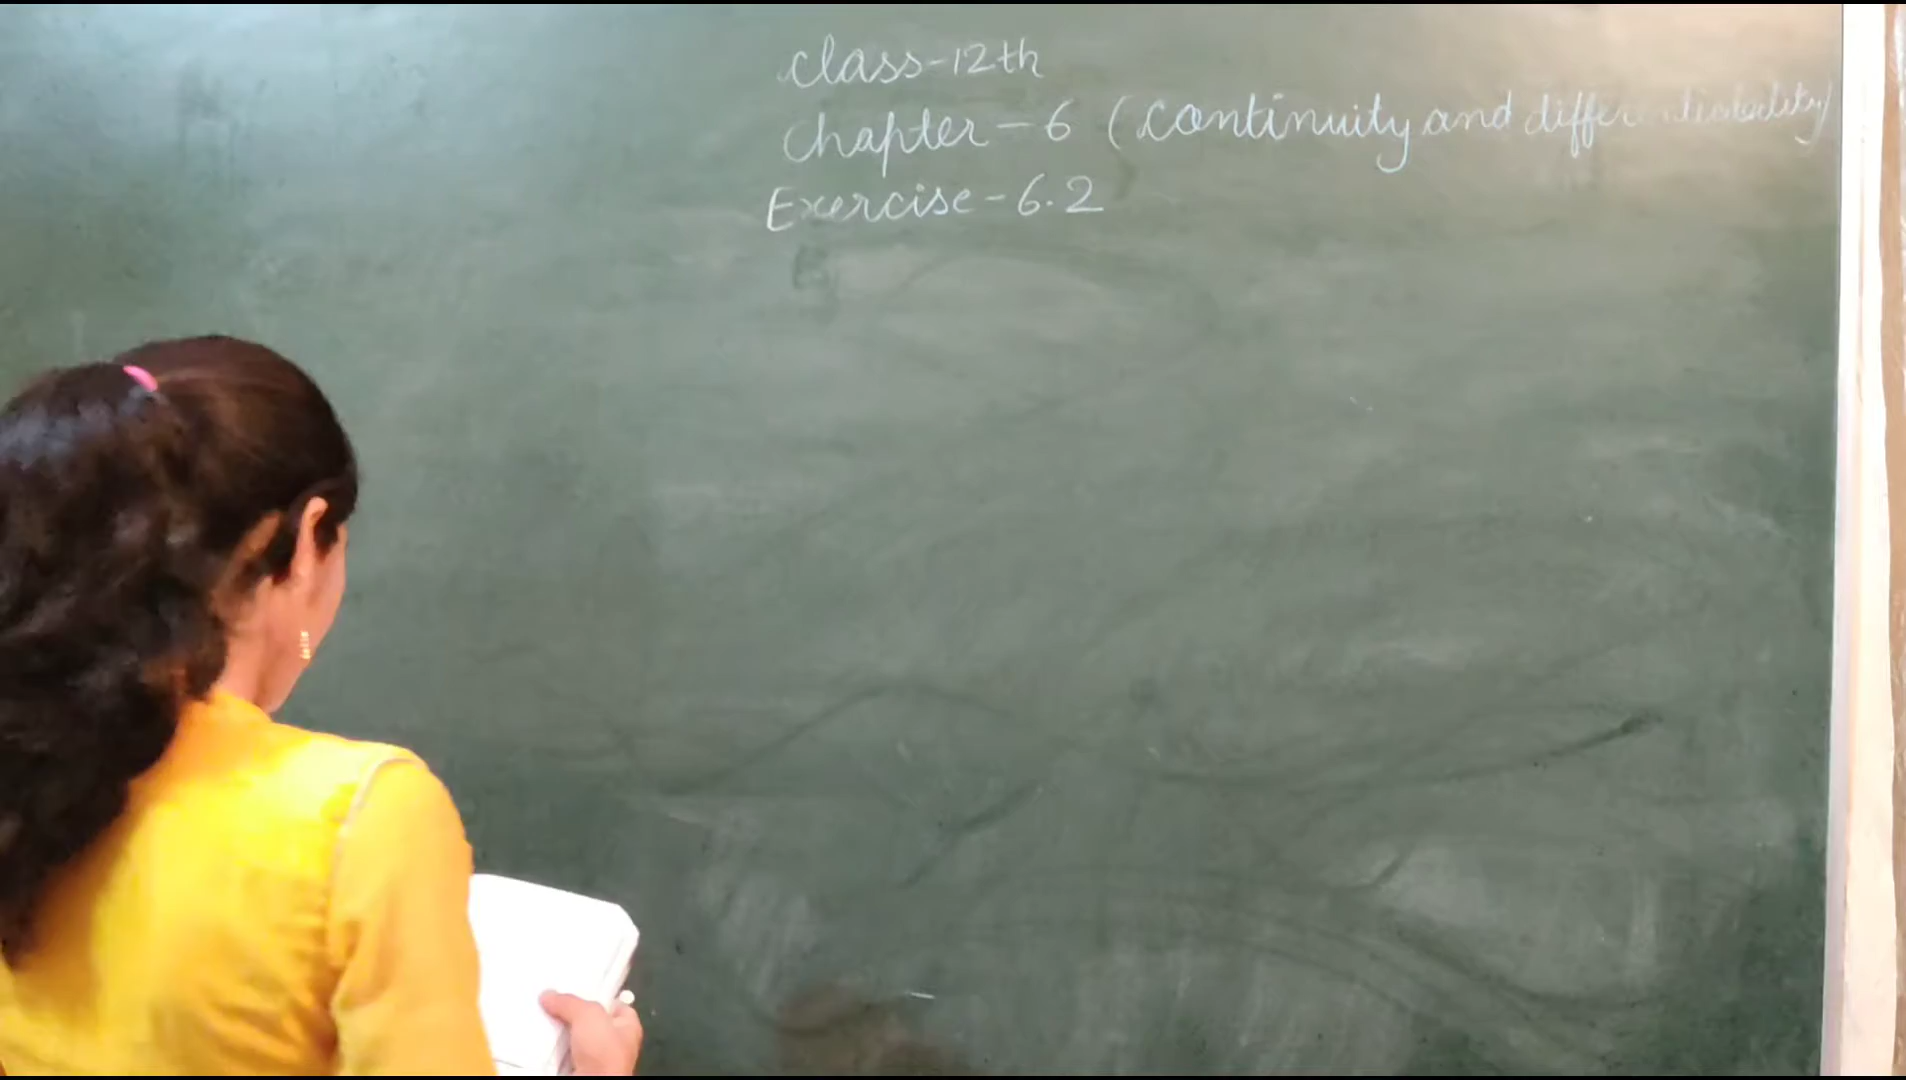 Class-12th
Chapter-6 (Continuity and differentiability)
Exercise-6.2